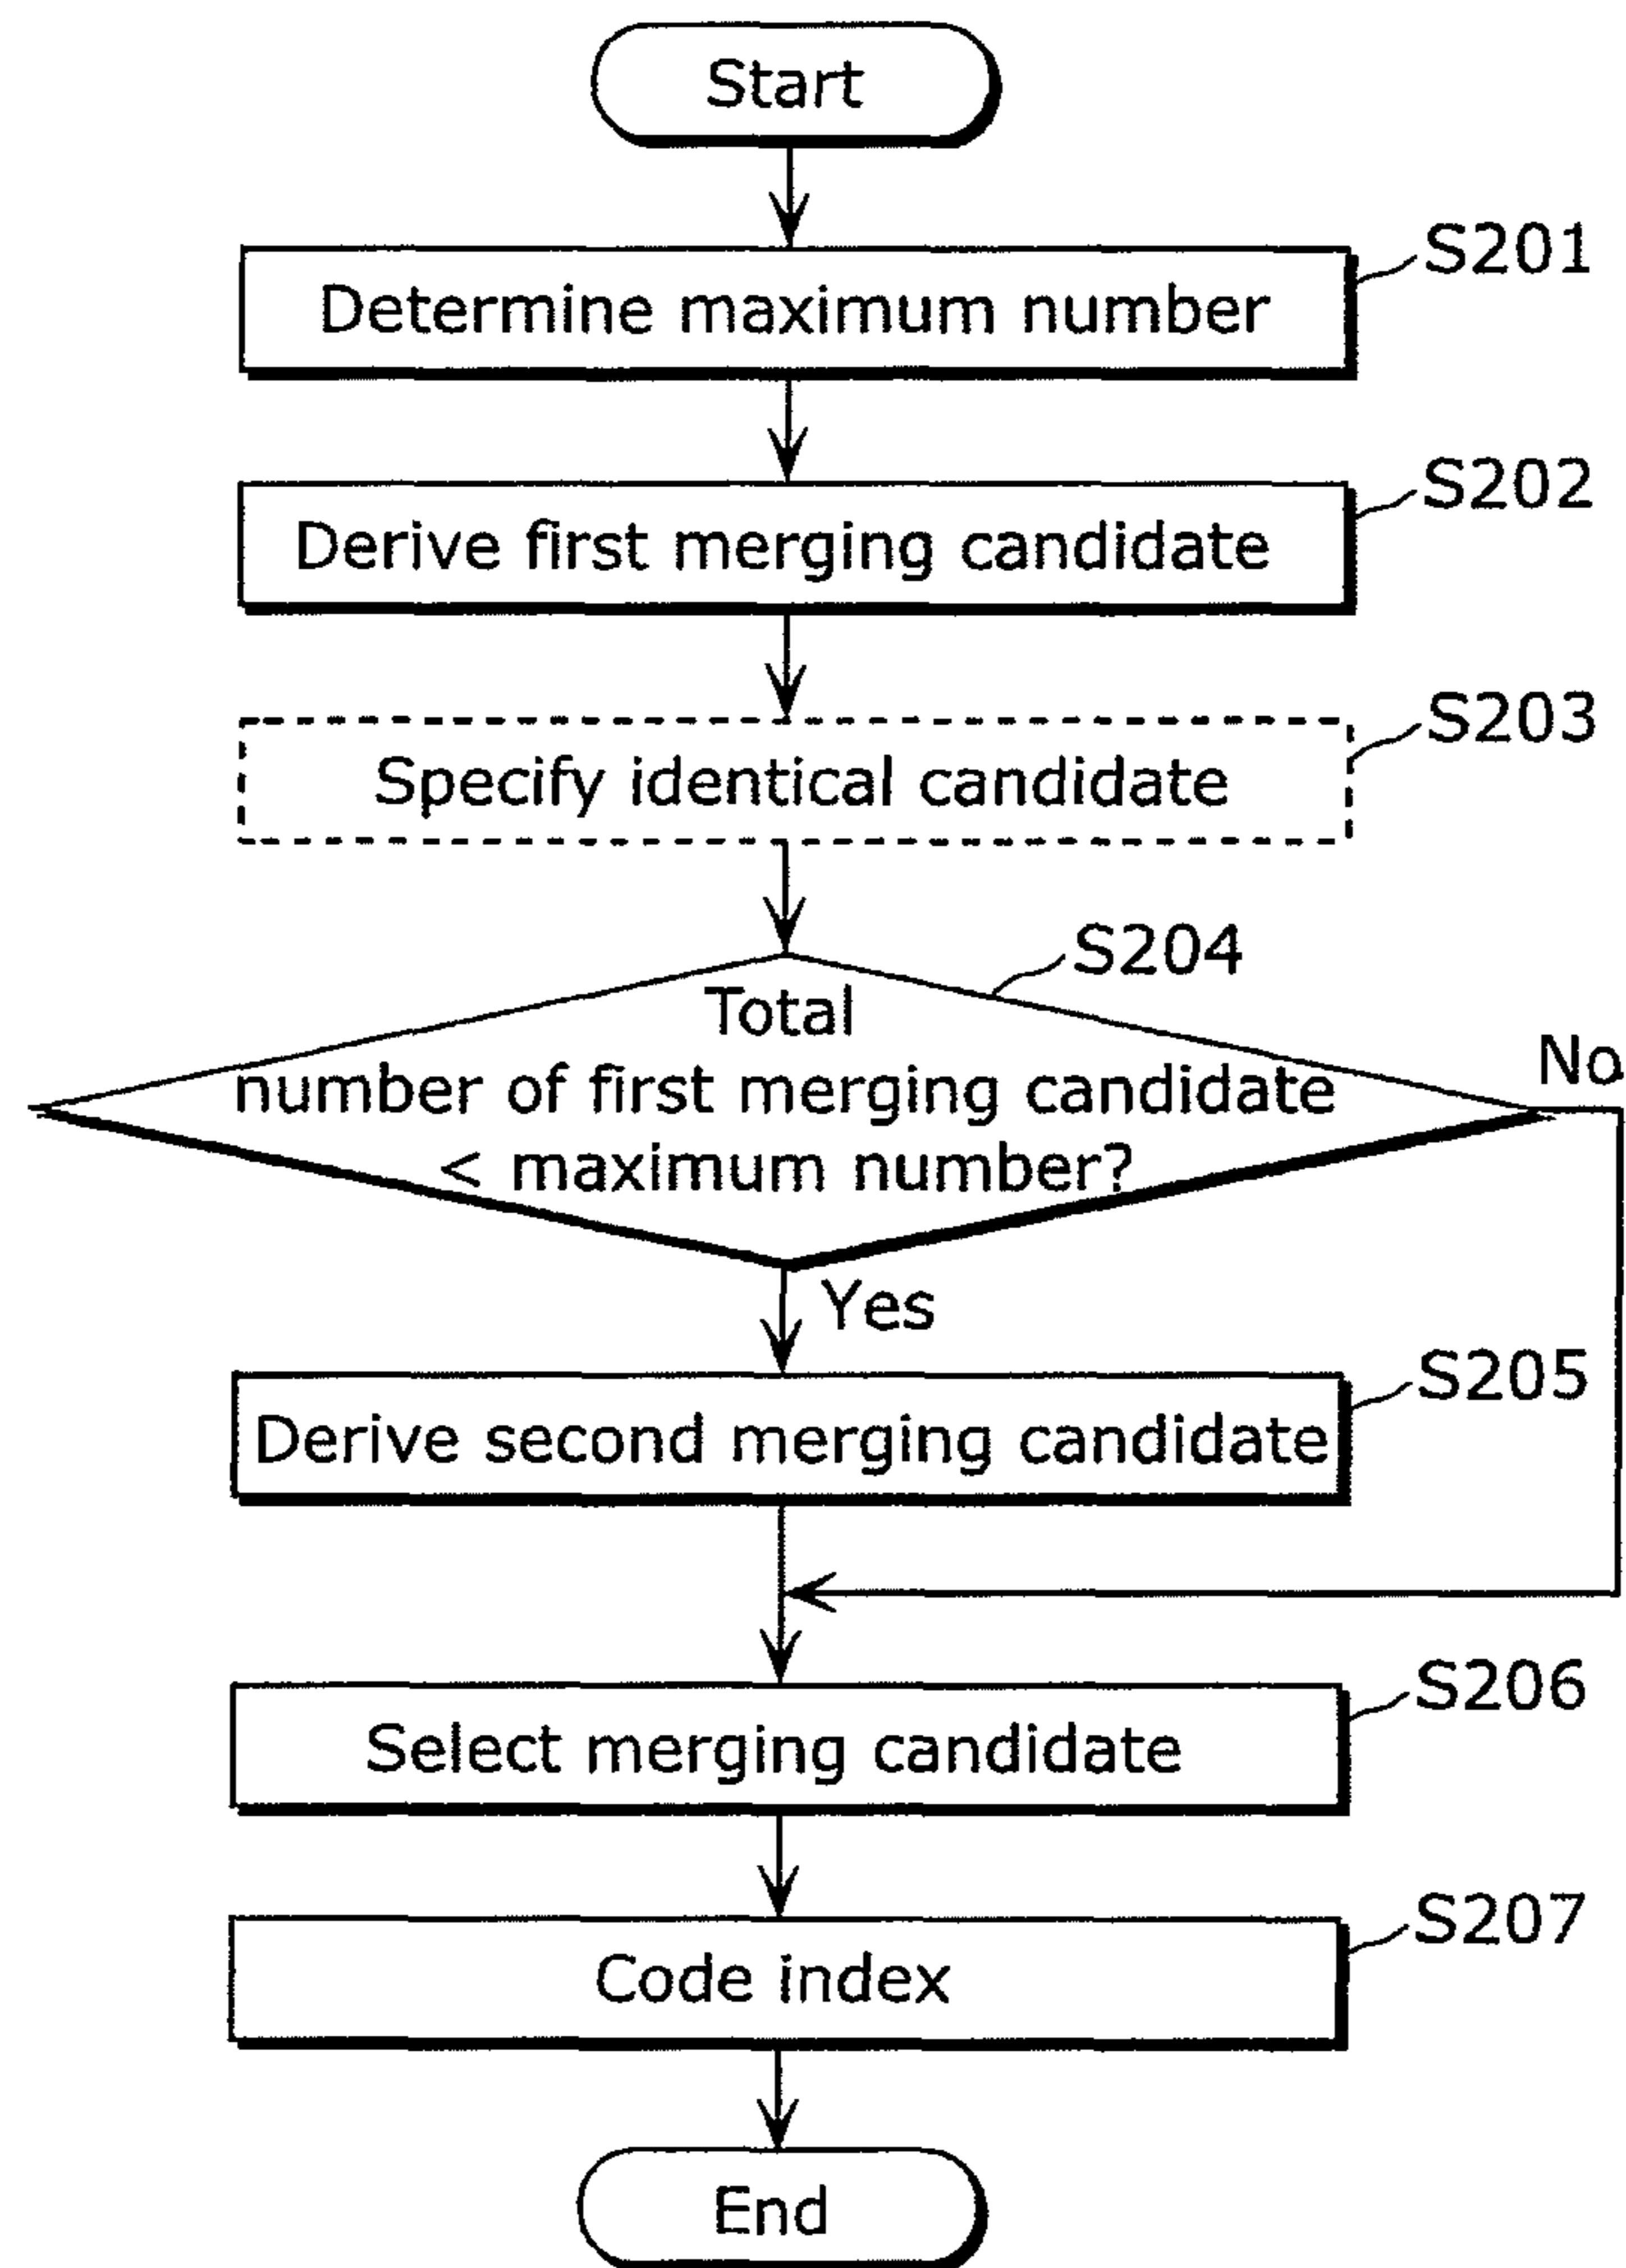 Start
S201
Determine maximum number
S202
Derive first merging candidate
S203
Specify identical candidate
S204
Total
number of first merging candidate
< maximum number?
No
Yes
S205
Derive second merging candidate
S206
Select merging candidate
S207
Code index
End